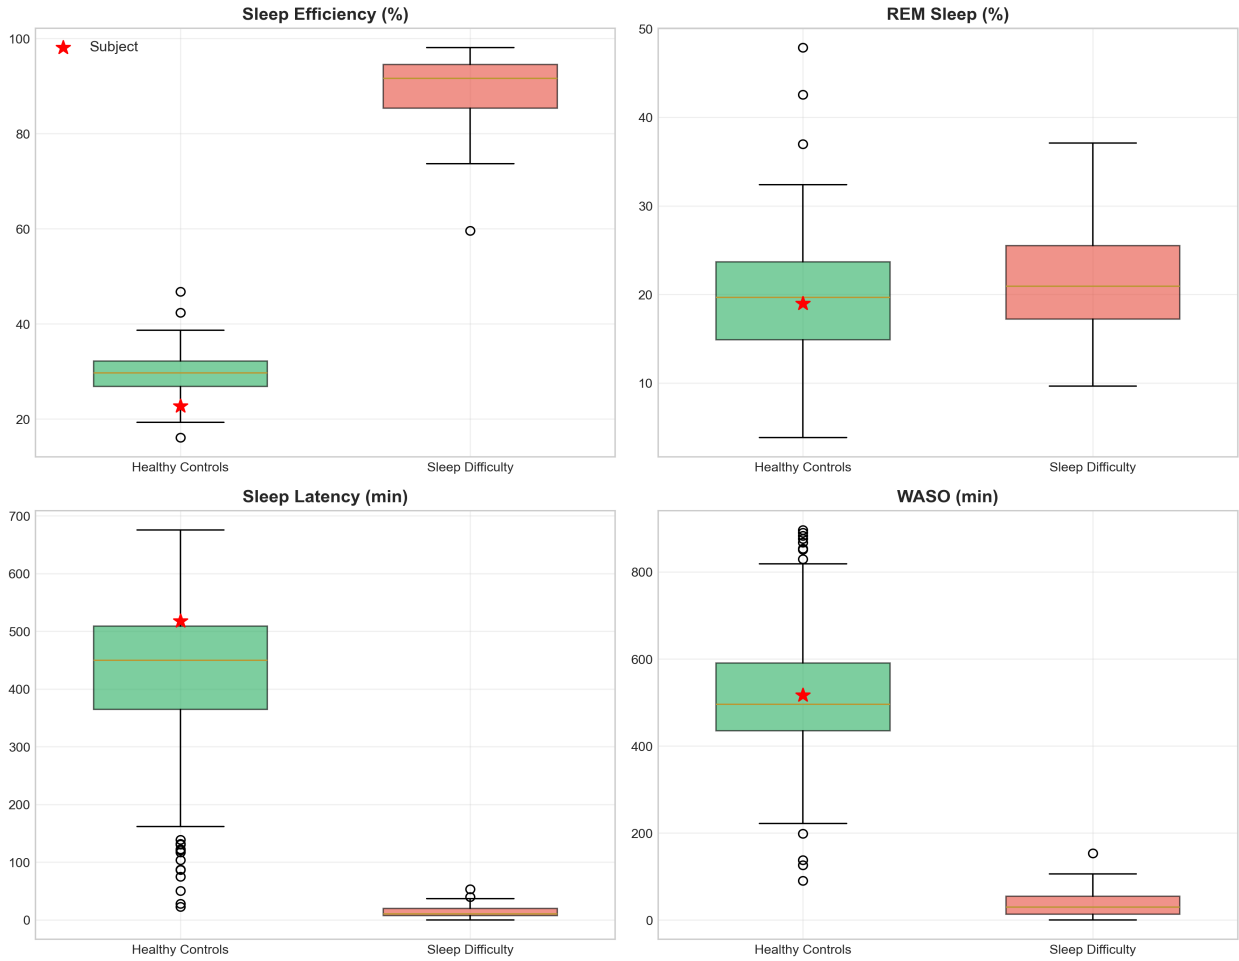 Sleep Efficiency (%)
100
80
60
40
20
Subject
Healthy Controls
Sleep Difficulty
REM Sleep (%)
50
40
30
20
10
Healthy Controls
Sleep Difficulty
Sleep Latency (min)
700
600
500
400
300
200
100
0
Healthy Controls
Sleep Difficulty
WASO (min)
800
600
400
200
0
Healthy Controls
Sleep Difficulty